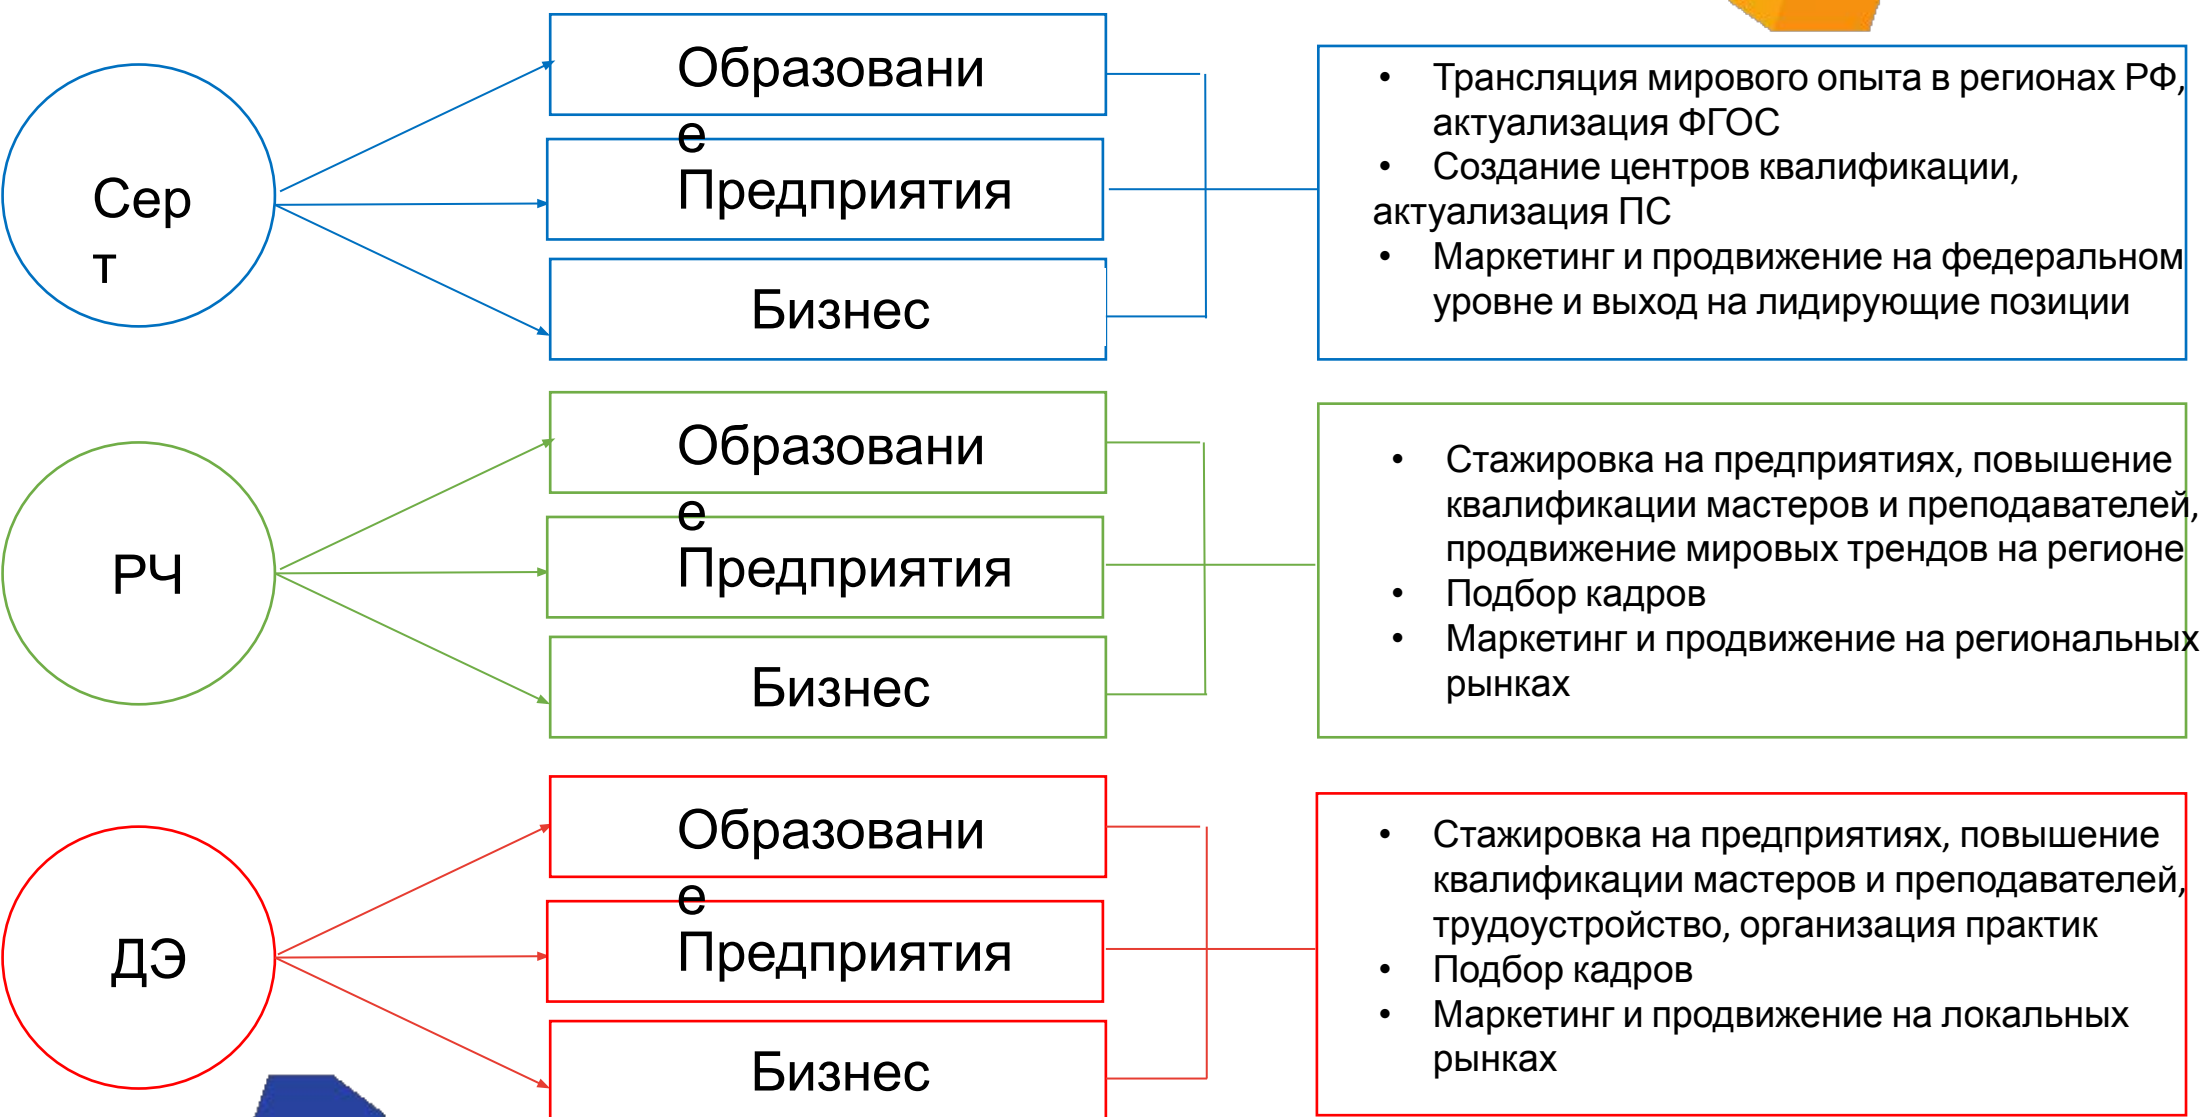 Сер
т
Образовани
е
Предприятия
Бизнес
• Трансляция мирового опыта в регионах РФ,
актуализация ФГОС
• Создание центров квалификации,
актуализация ПС
• Маркетинг и продвижение на федеральном
уровне и выход на лидирующие позиции
РЧ
Образовани
е
Предприятия
Бизнес
• Стажировка на предприятиях, повышение
квалификации мастеров и преподавателей,
продвижение мировых трендов на регионе
• Подбор кадров
• Маркетинг и продвижение на региональных
рынках
ДЭ
Образовани
е
Предприятия
Бизнес
• Стажировка на предприятиях, повышение
квалификации мастеров и преподавателей,
трудоустройство, организация практик
• Подбор кадров
• Маркетинг и продвижение на локальных
рынках